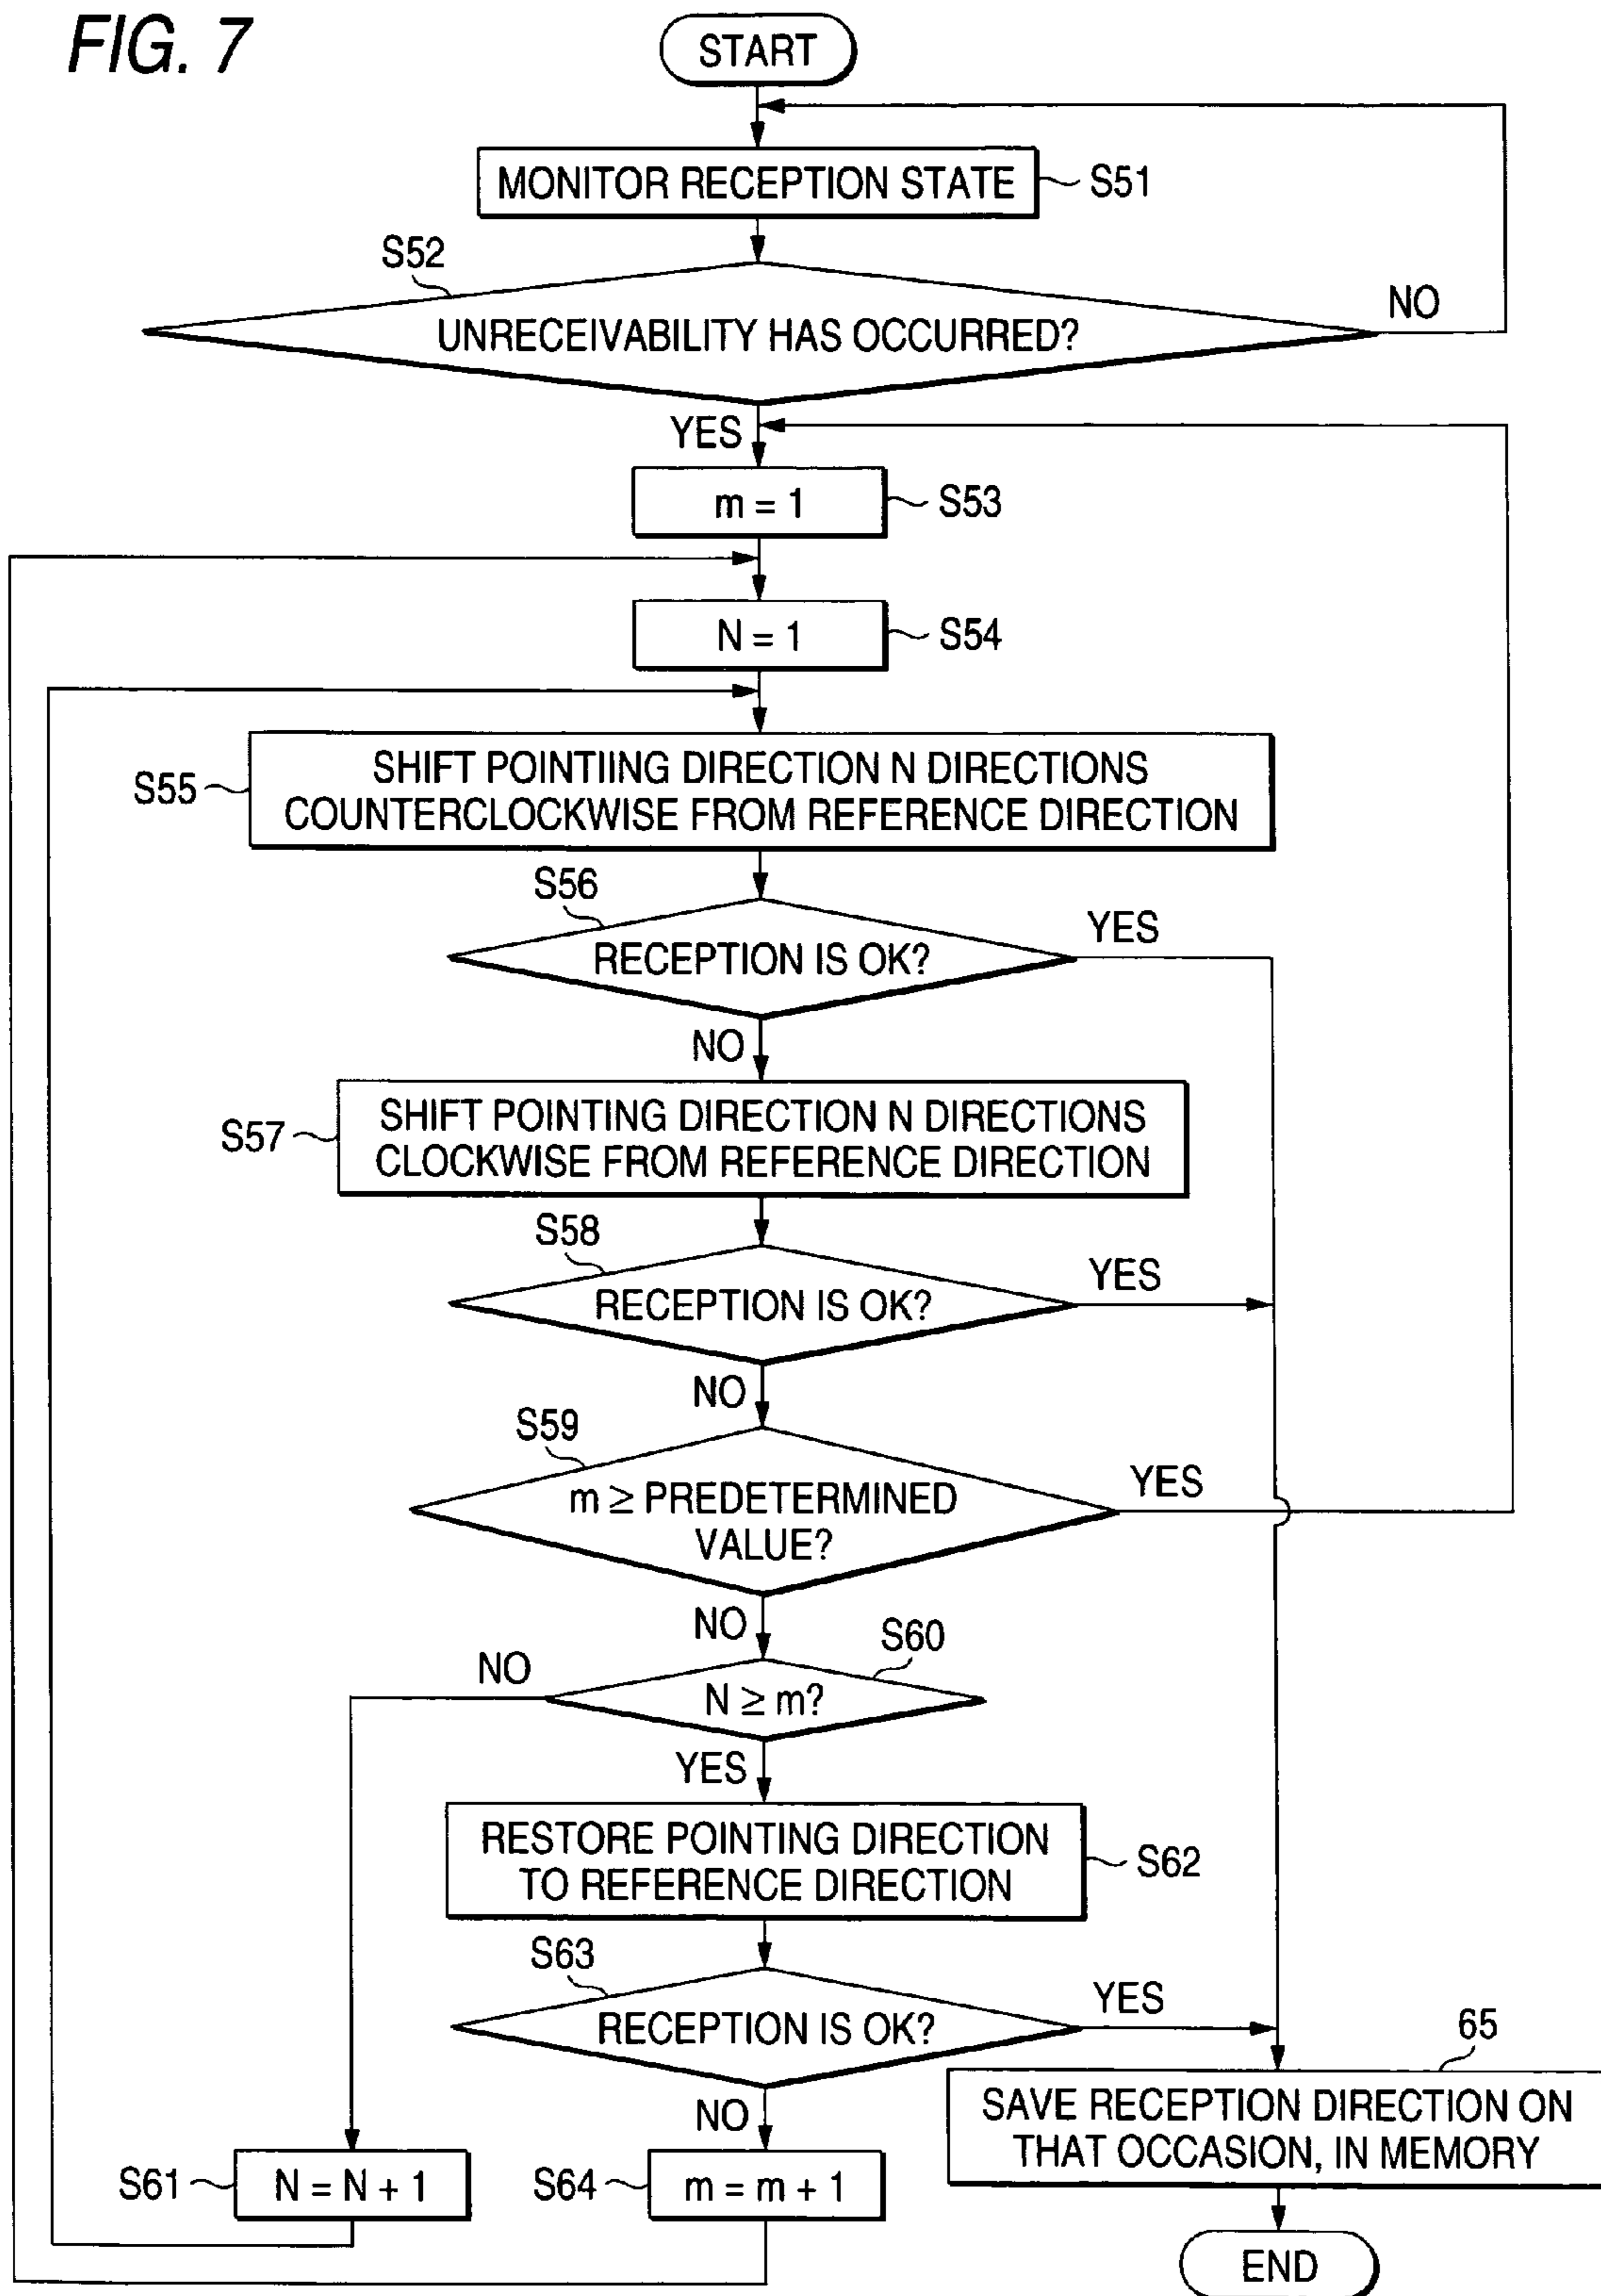 FIG. 7
START
MONITOR RECEPTION STATE
S51
S52
UNRECEIVABILITY HAS OCCURRED?
NO
YES
m = 1
S53
N = 1
S54
S55
SHIFT POINTIING DIRECTION N DIRECTIONS
COUNTERCLOCKWISE FROM REFERENCE DIRECTION
S56
RECEPTION IS OK?
YES
NO
S57
SHIFT POINTING DIRECTION N DIRECTIONS
CLOCKWISE FROM REFERENCE DIRECTION
S58
RECEPTION IS OK?
YES
NO
S59
m ≥ PREDETERMINED
VALUE?
YES
NO
S60
NO
N ≥ m?
YES
RESTORE POINTING DIRECTION
TO REFERENCE DIRECTION
S62
S63
RECEPTION IS OK?
YES
NO
65
SAVE RECEPTION DIRECTION ON
THAT OCCASION, IN MEMORY
S61
N = N + 1
S64
m = m + 1
END